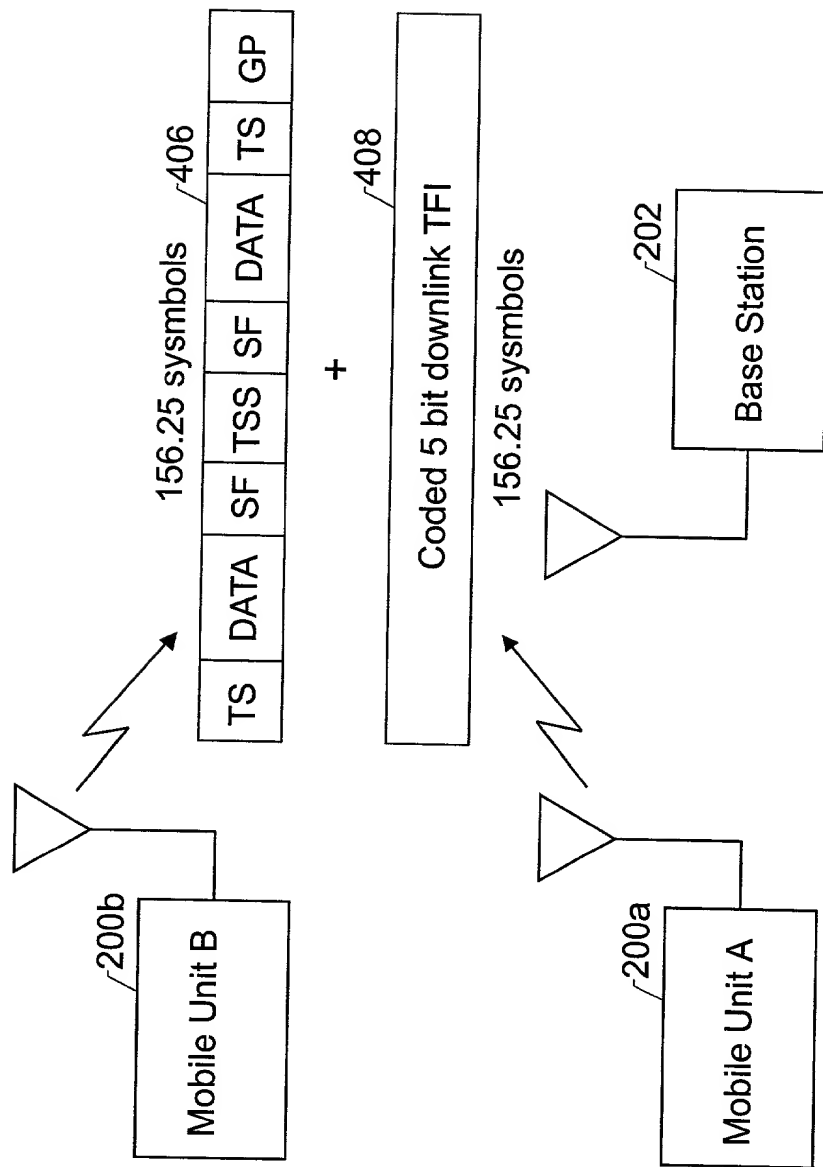 200b
Mobile Unit B
156.25 sysmbols
406
TS DATA SF TSS SF DATA TS GP
+
408
Coded 5 bit downlink TFI
156.25 sysmbols
200a
Mobile Unit A
202
Base Station